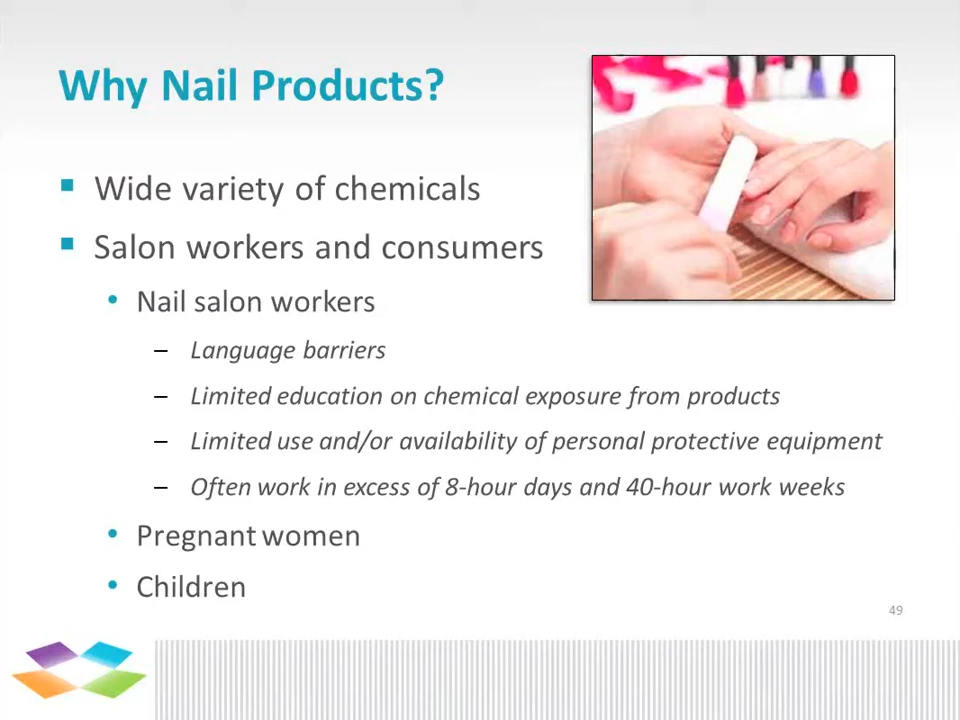 Why Nail Products?
Wide variety of chemicals
Salon workers and consumers
Nail salon workers
– Language barriers
– Limited education on chemical exposure from products
– Limited use and/or availability of personal protective equipment
– Often work in excess of 8-hour days and 40-hour work weeks
Pregnant women
Children
49